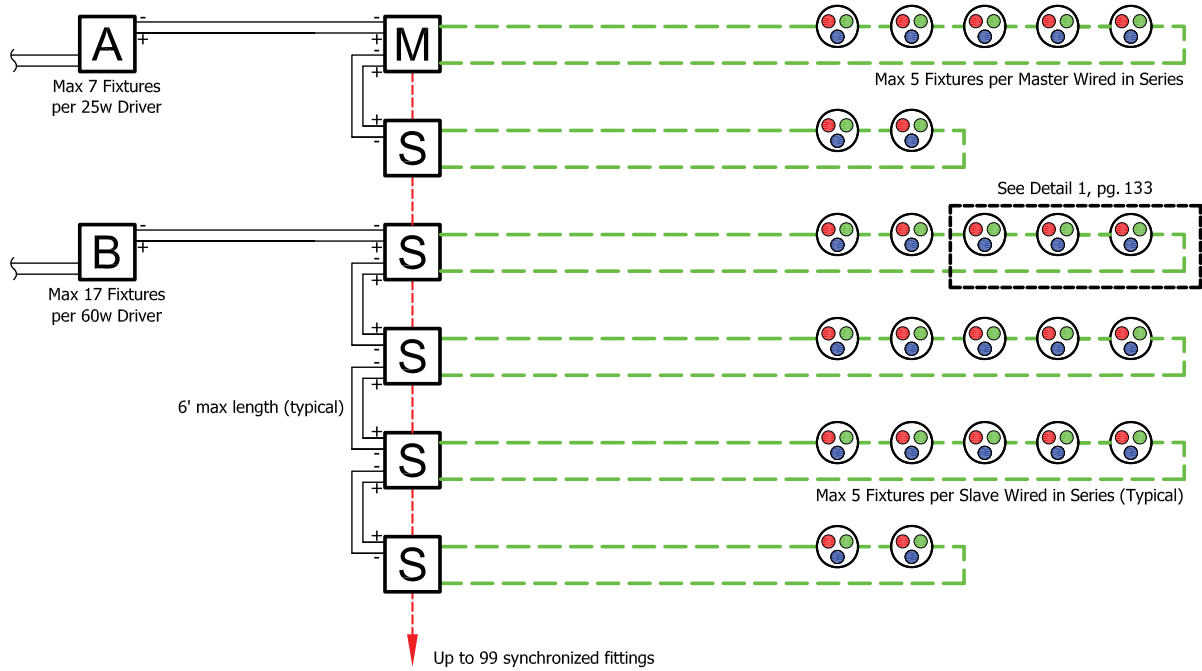 A
M
-
+
-
+
-
+
Max 7 Fixtures
per 25w Driver
Max 5 Fixtures per Master Wired in Series
+
-
S
See Detail 1, pg. 133
B
-
+
-
+
S
-
+
Max 17 Fixtures
per 60w Driver
+
-
S
-
+
6' max length (typical)
+
-
S
-
+
Max 5 Fixtures per Slave Wired in Series (Typical)
+
-
S
Up to 99 synchronized fittings